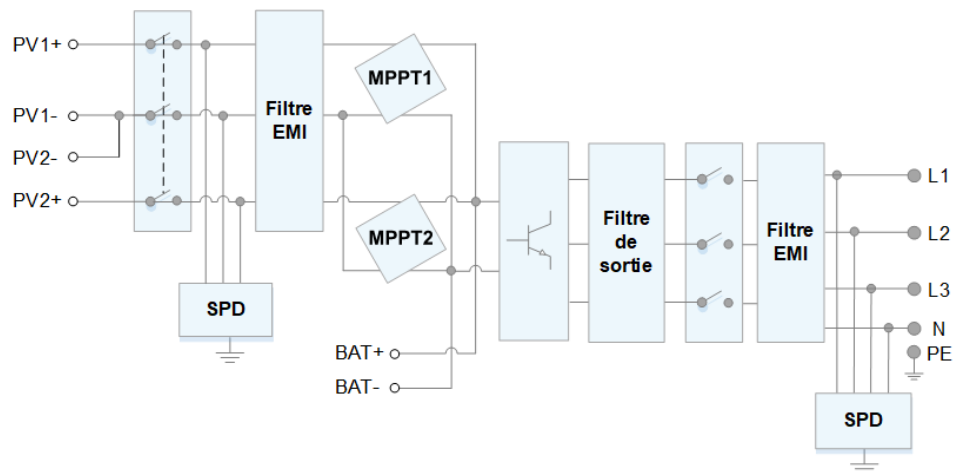 PV1+
PV1-
PV2-
PV2+
SPD
Filtre
EMI
MPPT1
MPPT2
BAT+
BAT-
Filtre
de
sortie
Filtre
EMI
L1
L2
L3
N
PE
SPD